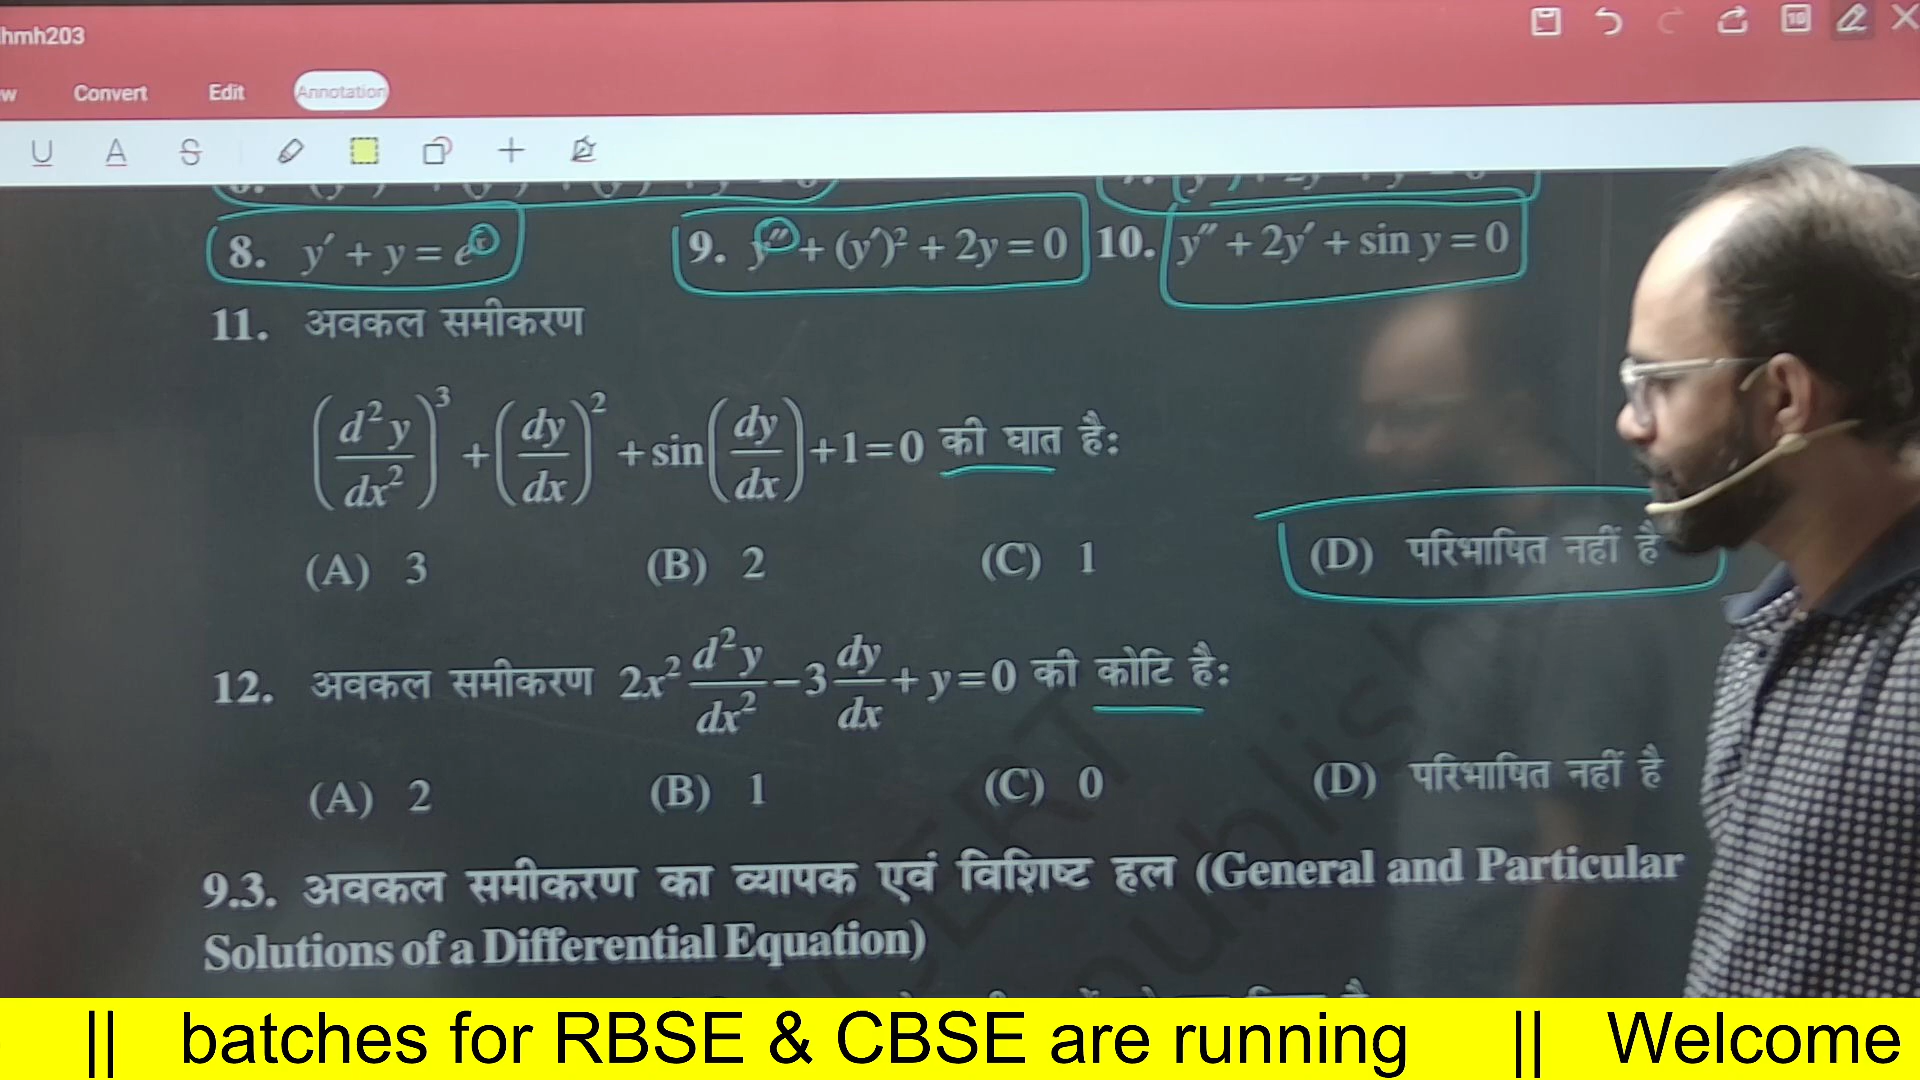 hmh203
Convert Edit Annotation
8. y′ + y = eˣ 9. y″ + (y′)² + 2y = 0 10. y″ + 2y′ + sin y = 0
11. अवकल समीकरण
(d²y/dx²)³ + (dy/dx)² + sin(dy/dx) + 1 = 0 की घात है:
(A) 3 (B) 2 (C) 1 (D) परिभाषित नहीं है
12. अवकल समीकरण 2x² d²y/dx² − 3 dy/dx + y = 0 की कोटि है:
(A) 2 (B) 1 (C) 0 (D) परिभाषित नहीं है
9.3. अवकल समीकरण का व्यापक एवं विशिष्ट हल (General and Particular
Solutions of a Differential Equation)
|| batches for RBSE & CBSE are running || Welcome